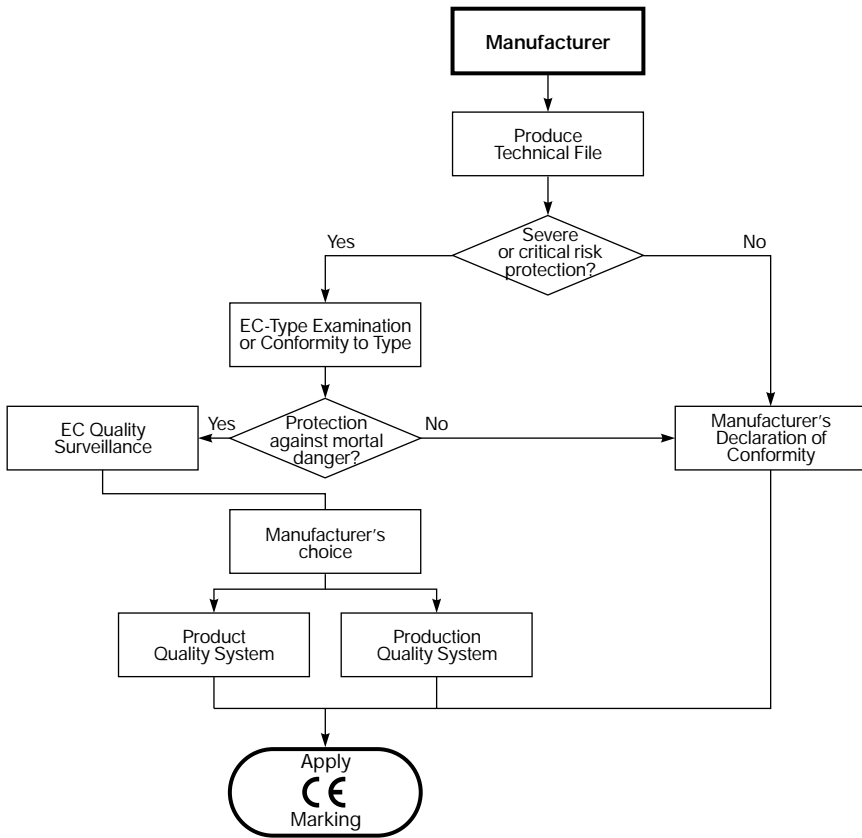 Manufacturer
Produce
Technical File
Severe
or critical risk
protection?
Yes
No
EC-Type Examination
or Conformity to Type
Protection
against mortal
danger?
Yes
No
EC Quality
Surveillance
Manufacturer’s
Declaration of
Conformity
Manufacturer’s
choice
Product
Quality System
Production
Quality System
Apply
CE
Marking